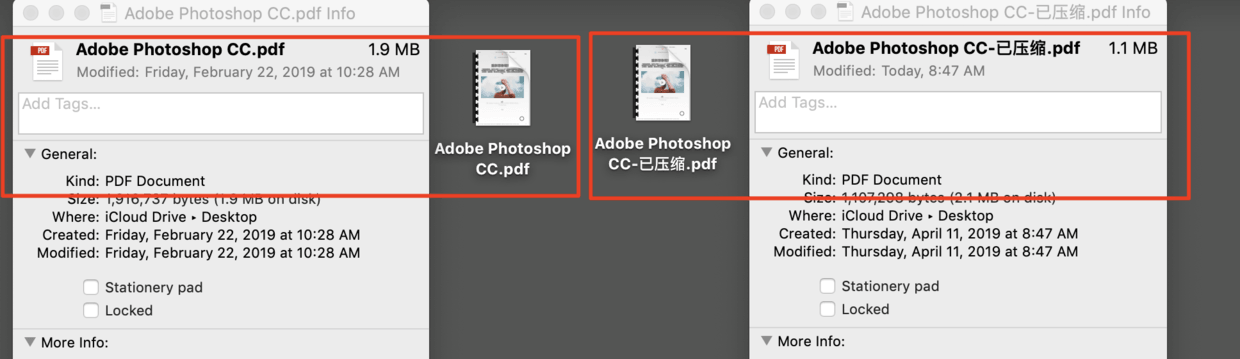 Adobe Photoshop CC.pdf Info
PDF
Adobe Photoshop CC.pdf 1.9 MB
Modified: Friday, February 22, 2019 at 10:28 AM
Add Tags...
General:
Kind: PDF Document
Size: 1,916,737 bytes (1.9 MB on disk)
Where: iCloud Drive ▸ Desktop
Created: Friday, February 22, 2019 at 10:28 AM
Modified: Friday, February 22, 2019 at 10:28 AM
Stationery pad
Locked
More Info:
Adobe Photoshop
CC.pdf
Adobe Photoshop
CC-已压缩.pdf
Adobe Photoshop CC-已压缩.pdf Info
PDF
Adobe Photoshop CC-已压缩.pdf 1.1 MB
Modified: Today, 8:47 AM
Add Tags...
General:
Kind: PDF Document
Size: 1,107,208 bytes (2.1 MB on disk)
Where: iCloud Drive ▸ Desktop
Created: Thursday, April 11, 2019 at 8:47 AM
Modified: Thursday, April 11, 2019 at 8:47 AM
Stationery pad
Locked
More Info: